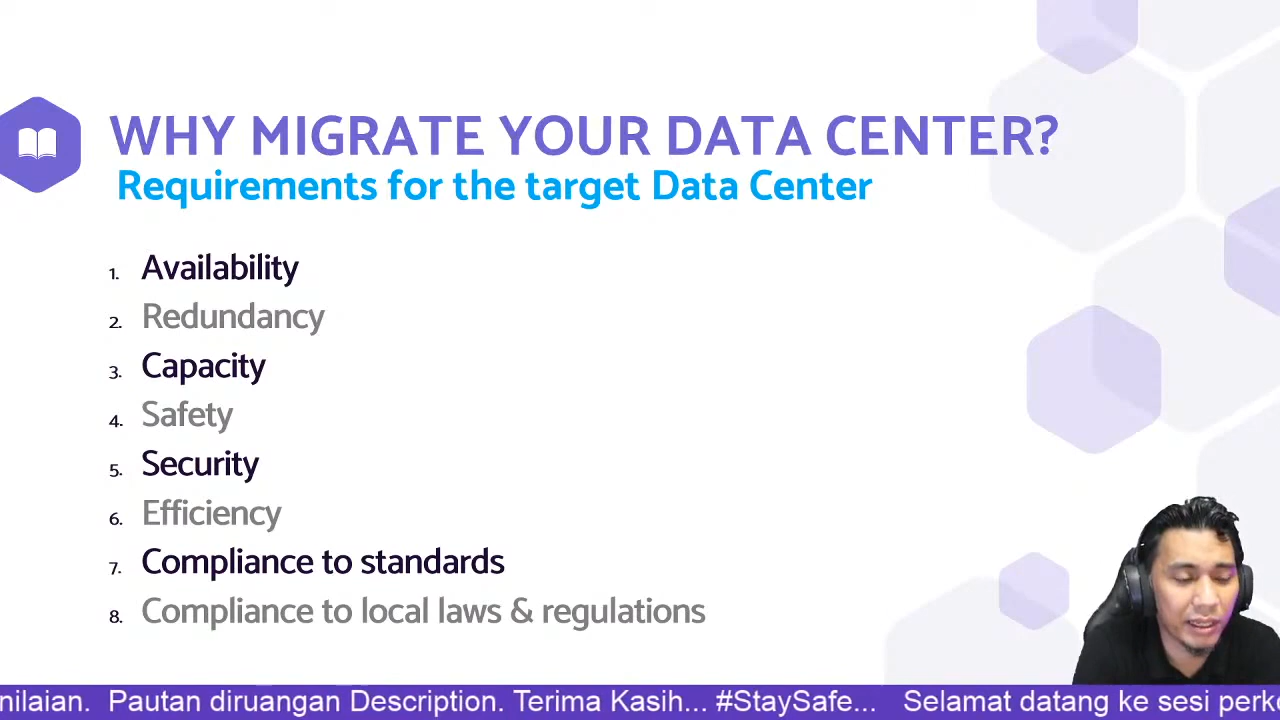 WHY MIGRATE YOUR DATA CENTER?
Requirements for the target Data Center
1. Availability
2. Redundancy
3. Capacity
4. Safety
5. Security
6. Efficiency
7. Compliance to standards
8. Compliance to local laws & regulations
Pautan diruangan Description. Terima Kasih... #StaySafe... Selamat datang ke sesi